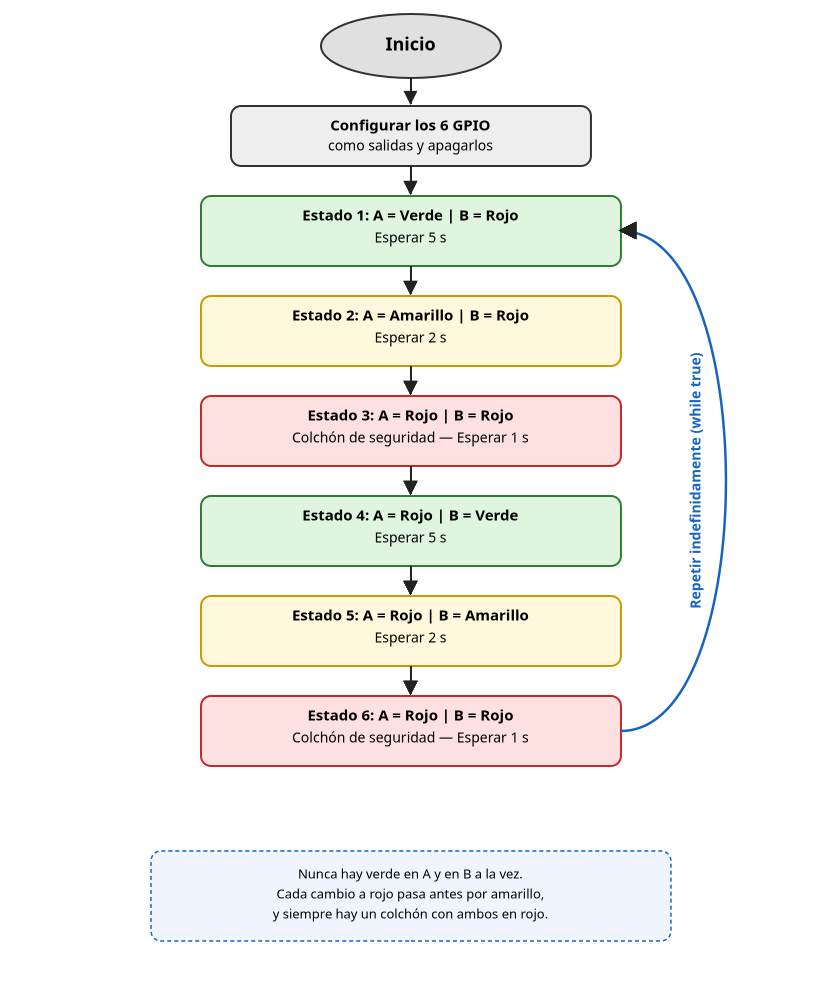 Inicio
Configurar los 6 GPIO
como salidas y apagarlos
Estado 1: A = Verde | B = Rojo
Esperar 5 s
Estado 2: A = Amarillo | B = Rojo
Esperar 2 s
Estado 3: A = Rojo | B = Rojo
Colchón de seguridad — Esperar 1 s
Estado 4: A = Rojo | B = Verde
Esperar 5 s
Estado 5: A = Rojo | B = Amarillo
Esperar 2 s
Estado 6: A = Rojo | B = Rojo
Colchón de seguridad — Esperar 1 s
Repetir indefinidamente (while true)
Nunca hay verde en A y en B a la vez.
Cada cambio a rojo pasa antes por amarillo,
y siempre hay un colchón con ambos en rojo.